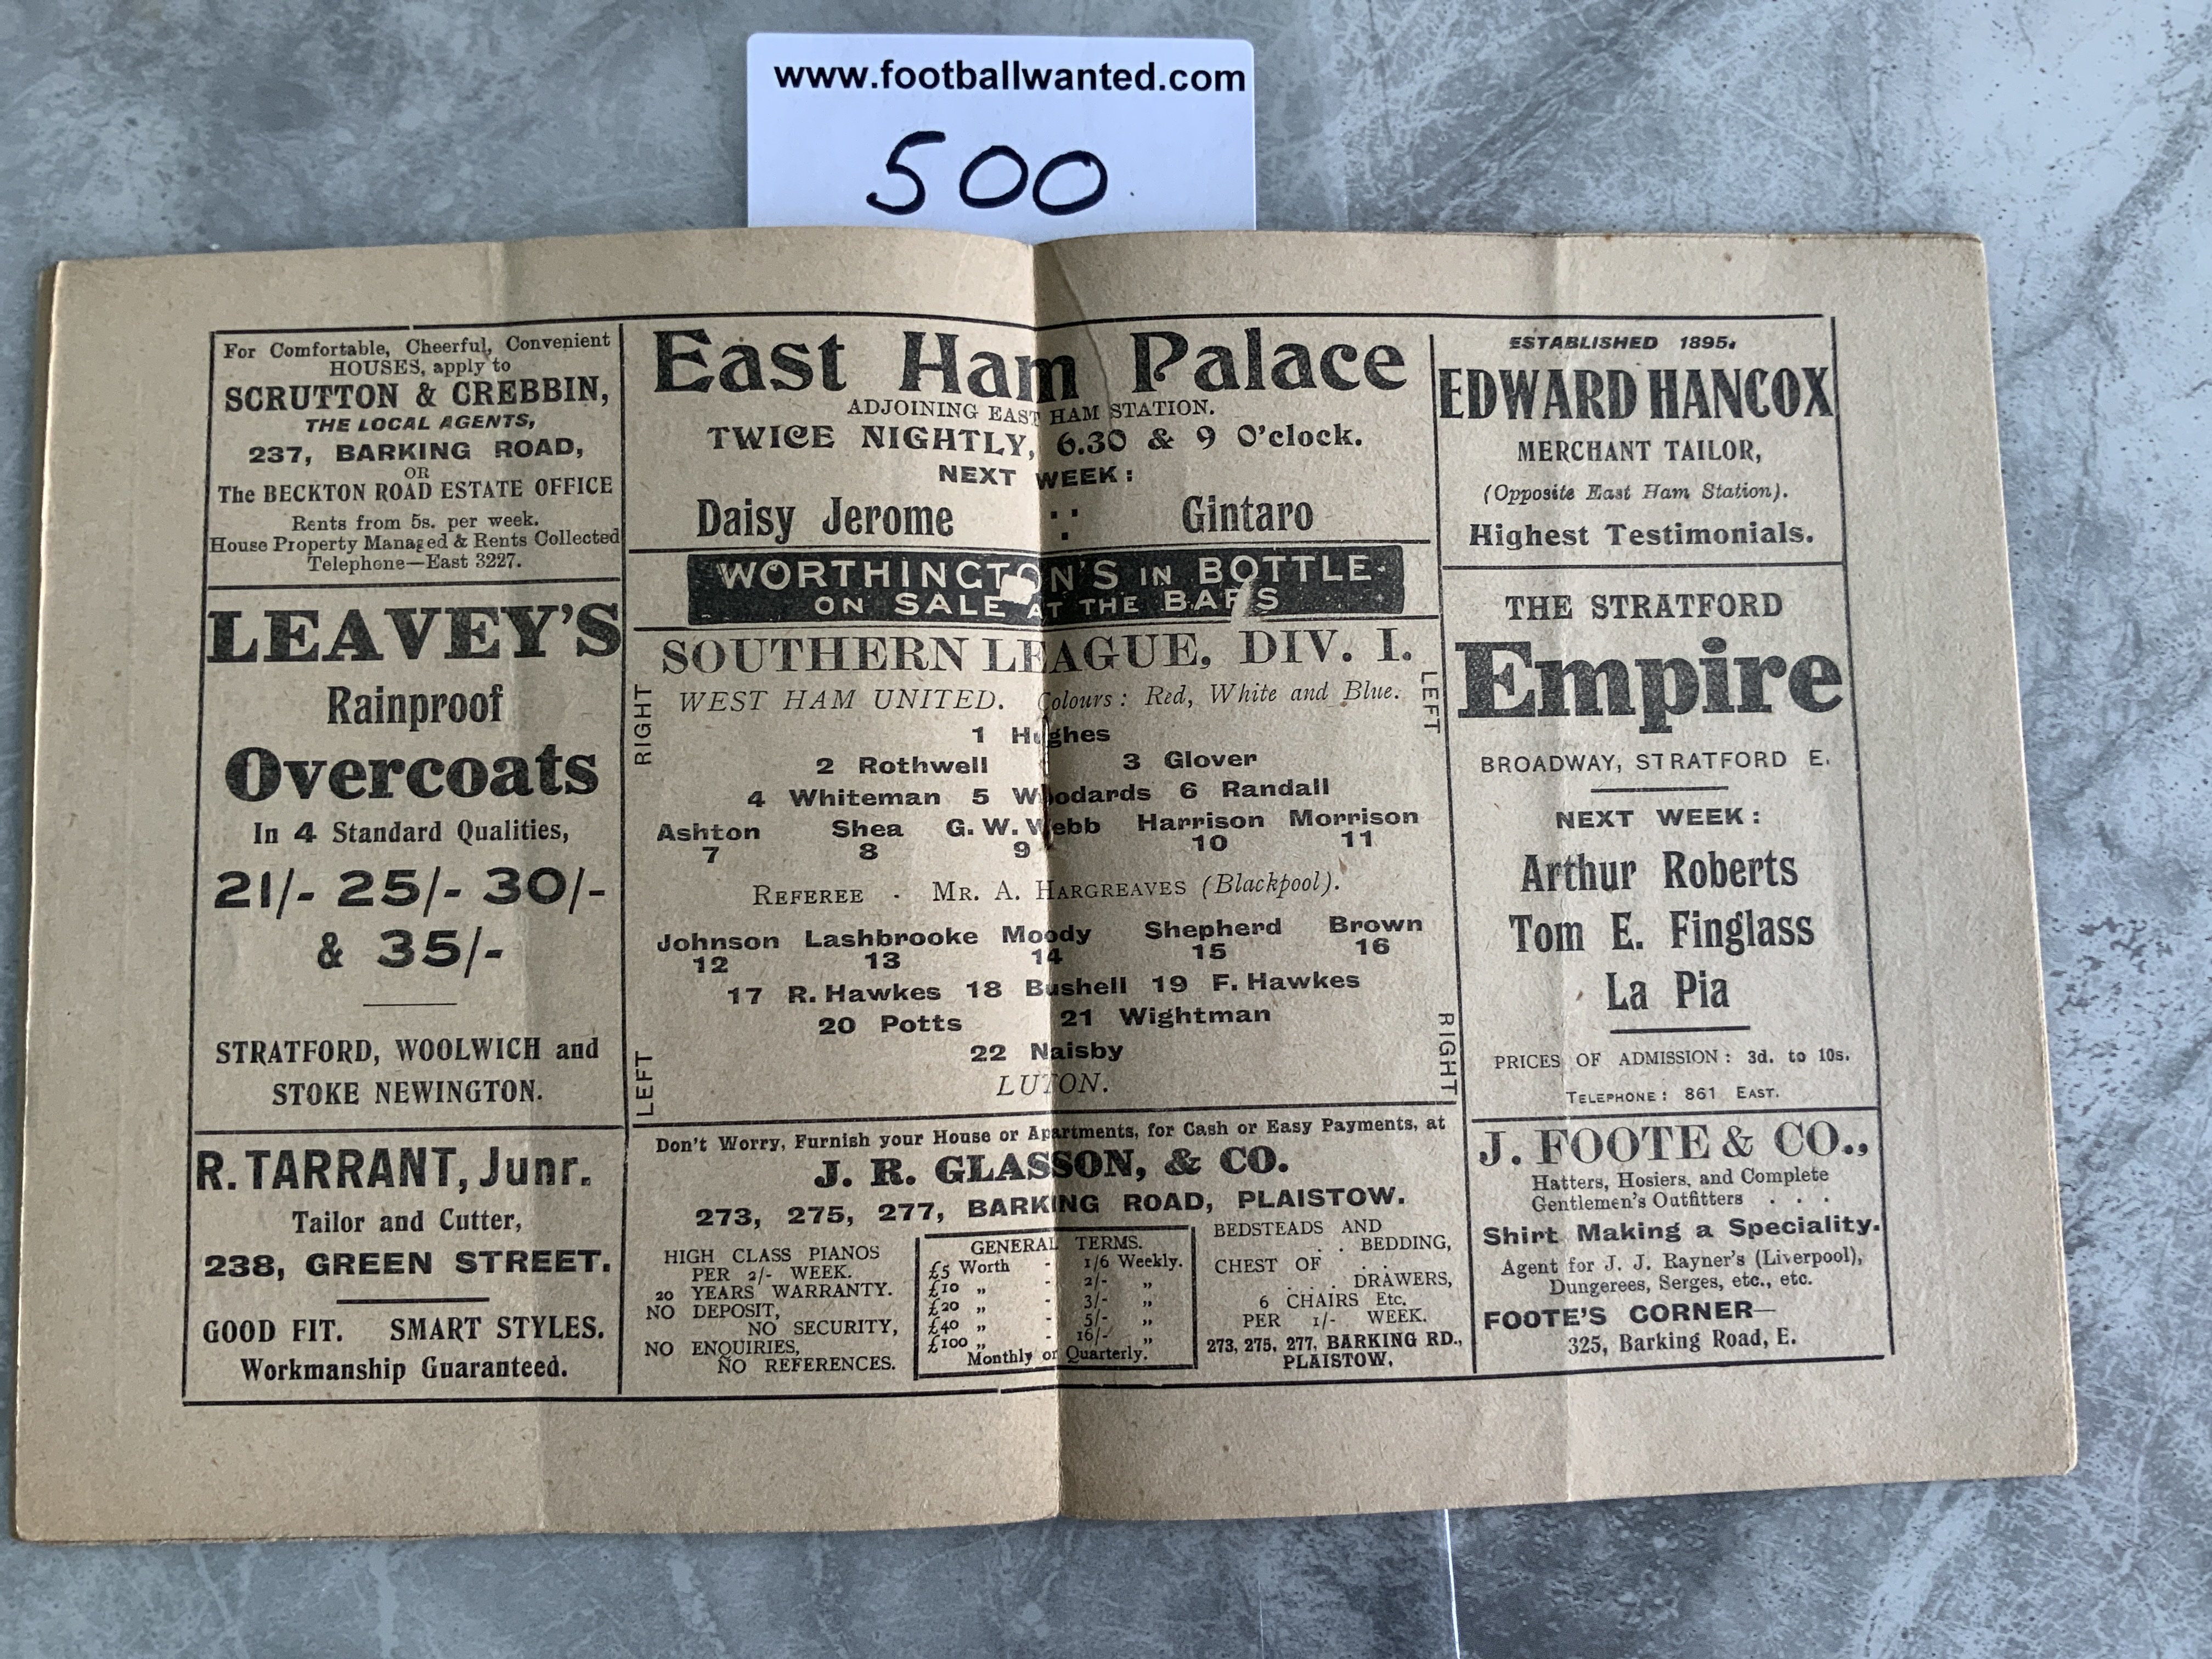 www.footballwanted.com
500
For Comfortable, Cheerful, Convenient
HOUSES, apply to
SCRUTTON & CREBBIN,
THE LOCAL AGENTS,
237, BARKING ROAD,
OR
The BECKTON ROAD ESTATE OFFICE
Rents from 5s. per week.
House Property Managed & Rents Collected
Telephone—East 3227.
LEAVEY'S
Rainproof
Overcoats
In 4 Standard Qualities,
21/- 25/- 30/-
& 35/-
STRATFORD, WOOLWICH and
STOKE NEWINGTON.
R. TARRANT, Junr.
Tailor and Cutter,
238, GREEN STREET.
GOOD FIT. SMART STYLES.
Workmanship Guaranteed.
East Ham Palace
ADJOINING EAST HAM STATION.
TWICE NIGHTLY, 6.30 & 9 O'clock.
NEXT WEEK:
Daisy Jerome Gintaro
WORTHINGTON'S IN BOTTLE.
ON SALE AT THE BARS
SOUTHERN LEAGUE, DIV. I.
RIGHT
WEST HAM UNITED. Colours: Red, White and Blue.
LEFT
1 Hughes
2 Rothwell 3 Glover
4 Whiteman 5 Woodards 6 Randall
Ashton Shea G. W. Webb Harrison Morrison
7 8 9 10 11
REFEREE - MR. A. HARGREAVES (Blackpool).
Johnson Lashbrooke Moody Shepherd Brown
12 13 14 15 16
17 R. Hawkes 18 Bushell 19 F. Hawkes
20 Potts 21 Wightman
22 Naisby
LEFT
LUTON.
RIGHT
Don't Worry, Furnish your House or Apartments, for Cash or Easy Payments, at
J. R. GLASSON, & CO.
273, 275, 277, BARKING ROAD, PLAISTOW.
HIGH CLASS PIANOS
PER 2/- WEEK.
20 YEARS WARRANTY.
NO DEPOSIT,
NO SECURITY,
NO ENQUIRIES,
NO REFERENCES.
GENERAL TERMS.
£5 Worth - 1/6 Weekly.
£10 „ - 2/- „
£20 „ - 3/- „
£40 „ - 5/- „
£100 „ - 16/- „
Monthly or Quarterly.
BEDSTEADS AND
. . BEDDING,
CHEST OF . .
. . . DRAWERS,
6 CHAIRS Etc.
PER 1/- WEEK.
273, 275, 277, BARKING RD.,
PLAISTOW.
ESTABLISHED 1895.
EDWARD HANCOX
MERCHANT TAILOR,
(Opposite East Ham Station).
Highest Testimonials.
THE STRATFORD
Empire
BROADWAY, STRATFORD E.
NEXT WEEK:
Arthur Roberts
Tom E. Finglass
La Pia
PRICES OF ADMISSION: 3d. to 10s.
TELEPHONE: 861 EAST.
J. FOOTE & CO.,
Hatters, Hosiers, and Complete
Gentlemen's Outfitters . . .
Shirt Making a Speciality.
Agent for J. J. Rayner's (Liverpool),
Dungerees, Serges, etc., etc.
FOOTE'S CORNER—
325, Barking Road, E.